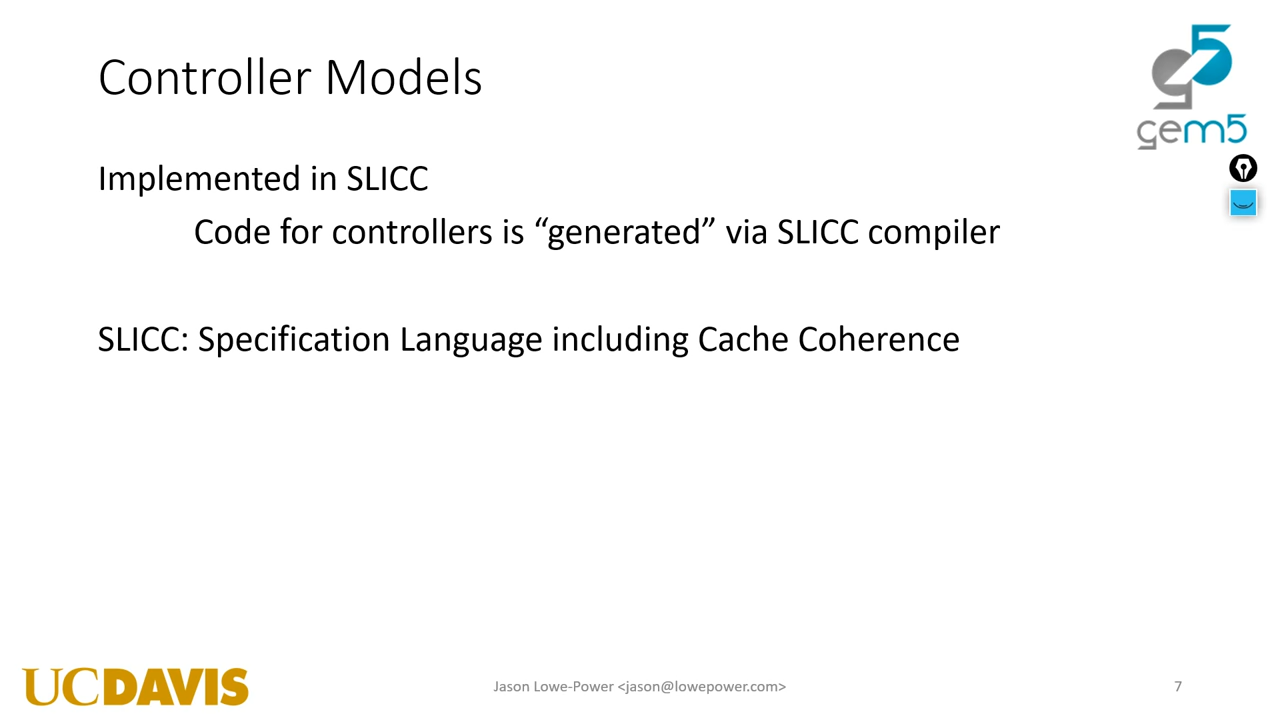 Controller Models
gem5
Implemented in SLICC
Code for controllers is “generated” via SLICC compiler
SLICC: Specification Language including Cache Coherence
UCDAVIS
Jason Lowe-Power <jason@lowepower.com>
7